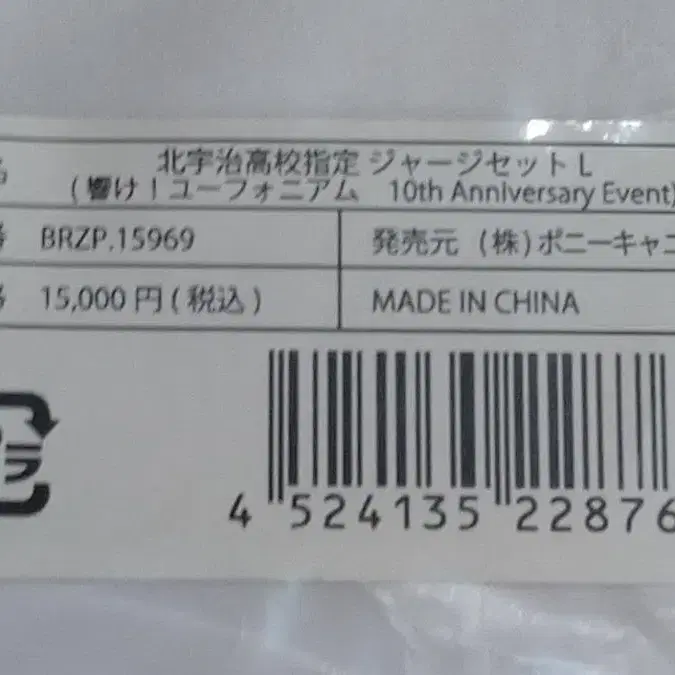 北宇治高校指定 ジャージセット L
(響け！ユーフォニアム 10th Anniversary Event)
BRZP.15969 発売元 (株)ポニーキャニ
15,000 円 ( 税込 ) MADE IN CHINA
プラ
4 524135 22876